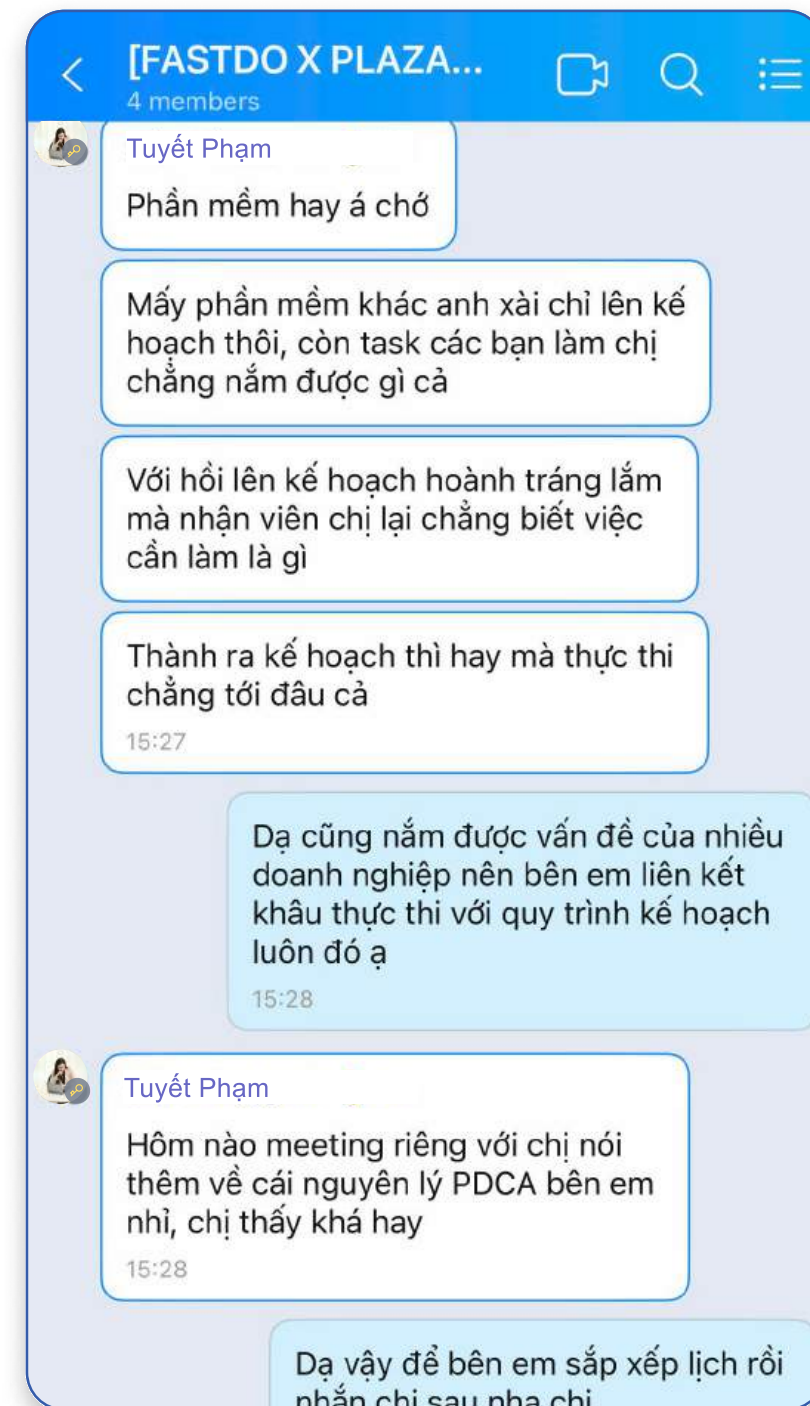 [FASTDO X PLAZA...
4 members
Tuyết Phạm
Phần mềm hay á chớ
Mấy phần mềm khác anh xài chỉ lên kế
hoạch thôi, còn task các bạn làm chị
chẳng nắm được gì cả
Với hồi lên kế hoạch hoành tráng lắm
mà nhận viên chị lại chẳng biết việc
cần làm là gì
Thành ra kế hoạch thì hay mà thực thi
chẳng tới đâu cả
15:27
Dạ cũng nắm được vấn đề của nhiều
doanh nghiệp nên bên em liên kết
khâu thực thi với quy trình kế hoạch
luôn đó ạ
15:28
Tuyết Phạm
Hôm nào meeting riêng với chị nói
thêm về cái nguyên lý PDCA bên em
nhỉ, chị thấy khá hay
15:28
Dạ vậy để bên em sắp xếp lịch rồi
nhắn chị sau nha chị